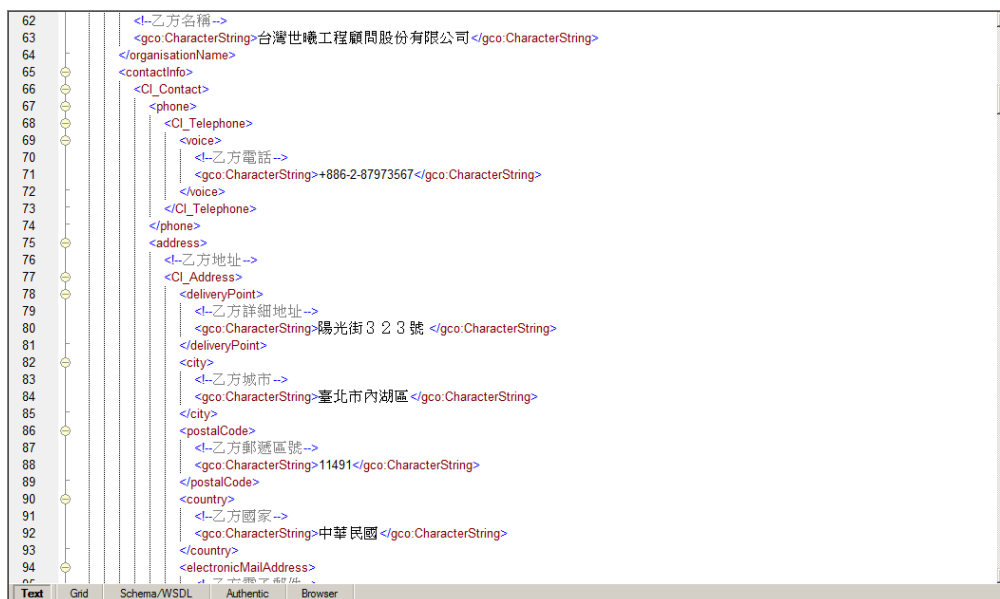 62 <!--乙方名稱-->
63 <gco:CharacterString>台灣世曦工程顧問股份有限公司</gco:CharacterString>
64 </organisationName>
65 <contactInfo>
66 <CI_Contact>
67 <phone>
68 <CI_Telephone>
69 <voice>
70 <!--乙方電話-->
71 <gco:CharacterString>+886-2-87973567</gco:CharacterString>
72 </voice>
73 </CI_Telephone>
74 </phone>
75 <address>
76 <!--乙方地址-->
77 <CI_Address>
78 <deliveryPoint>
79 <!--乙方詳細地址-->
80 <gco:CharacterString>陽光街３２３號 </gco:CharacterString>
81 </deliveryPoint>
82 <city>
83 <!--乙方城市-->
84 <gco:CharacterString>臺北市內湖區</gco:CharacterString>
85 </city>
86 <postalCode>
87 <!--乙方郵遞區號-->
88 <gco:CharacterString>11491</gco:CharacterString>
89 </postalCode>
90 <country>
91 <!--乙方國家-->
92 <gco:CharacterString>中華民國</gco:CharacterString>
93 </country>
94 <electronicMailAddress>
Text Grid Schema/WSDL Authentic Browser